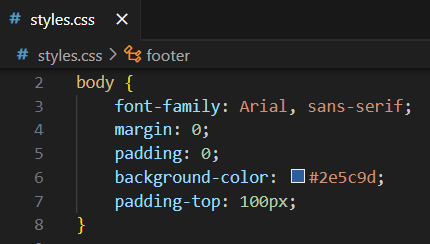 # styles.css ×
# styles.css > footer
2 body {
3 font-family: Arial, sans-serif;
4 margin: 0;
5 padding: 0;
6 background-color: #2e5c9d;
7 padding-top: 100px;
8 }